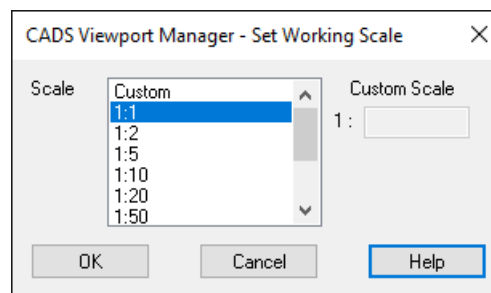 CADS Viewport Manager - Set Working Scale
Scale
Custom
1:1
1:2
1:5
1:10
1:20
1:50
Custom Scale
1 :
OK
Cancel
Help